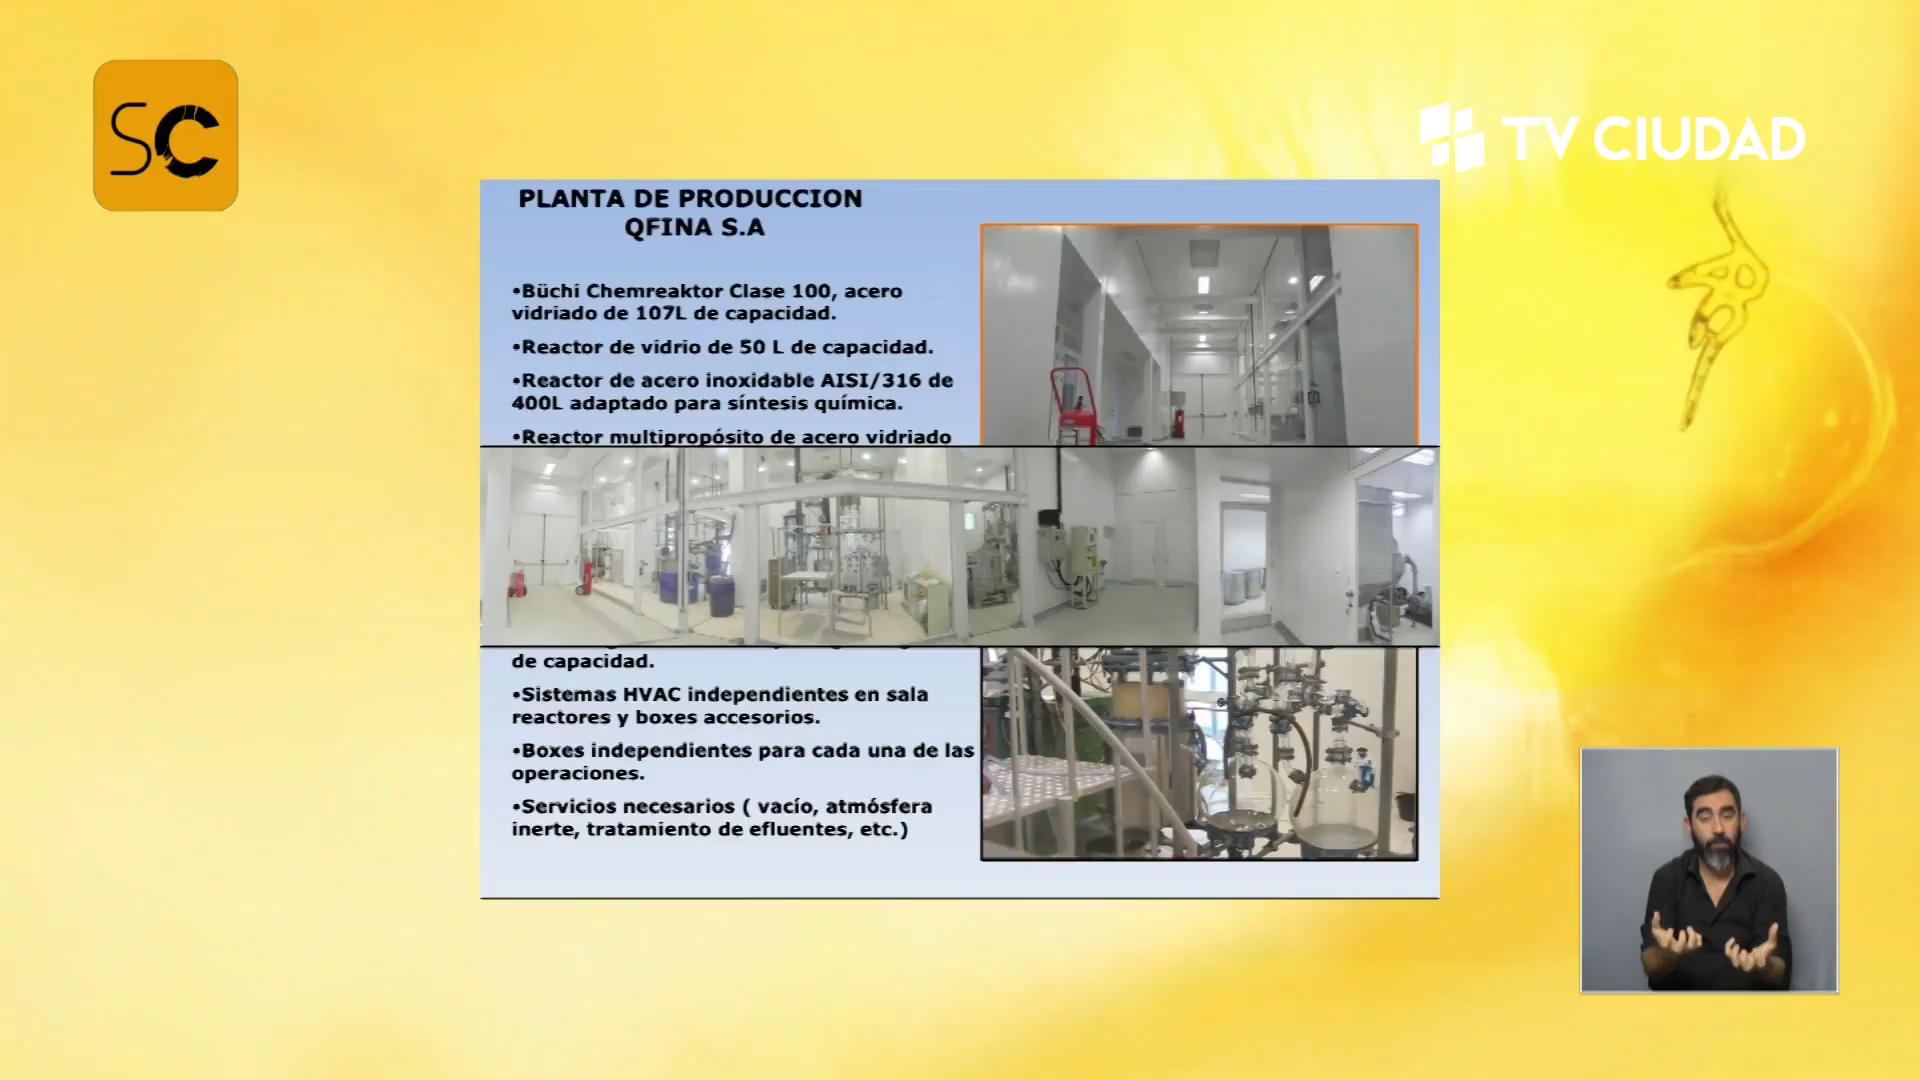 SC
TV CIUDAD
PLANTA DE PRODUCCION
QFINA S.A
•Büchi Chemreaktor Clase 100, acero
vidriado de 107L de capacidad.
•Reactor de vidrio de 50 L de capacidad.
•Reactor de acero inoxidable AISI/316 de
400L adaptado para síntesis química.
•Reactor multipropósito de acero vidriado
de capacidad.
•Sistemas HVAC independientes en sala
reactores y boxes accesorios.
•Boxes independientes para cada una de las
operaciones.
•Servicios necesarios ( vacío, atmósfera
inerte, tratamiento de efluentes, etc.)